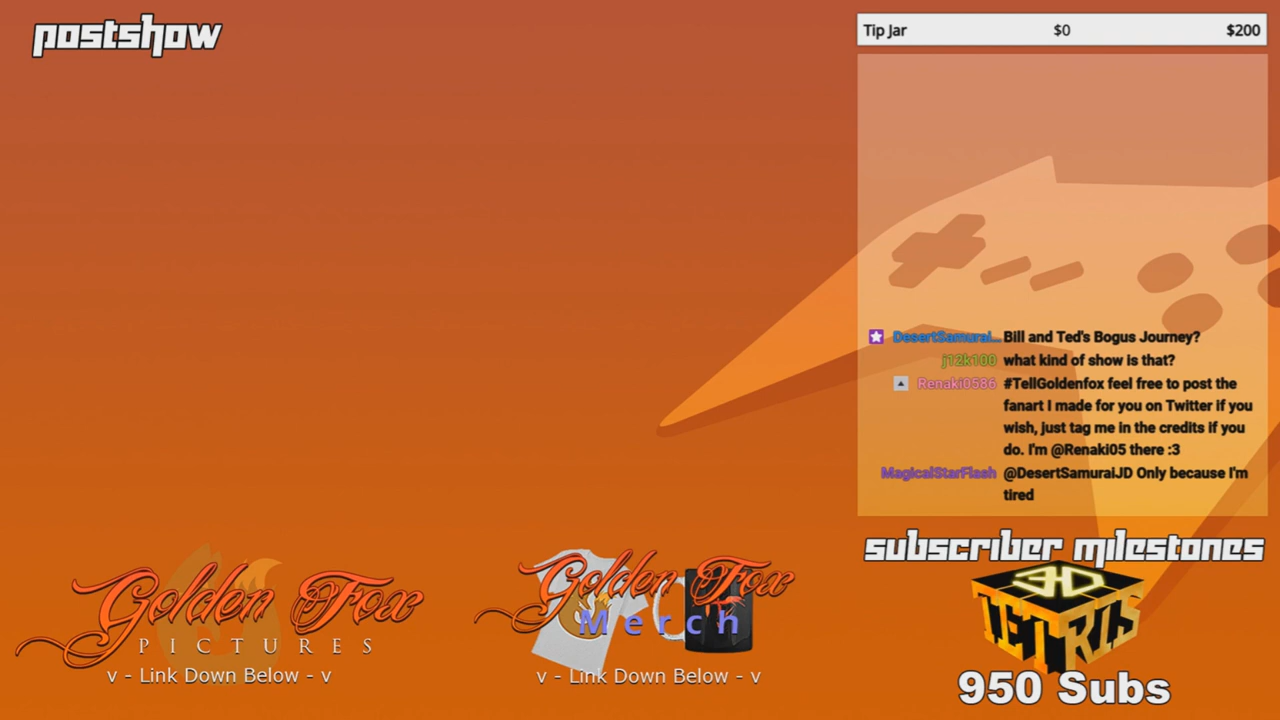 postshow
Tip Jar $0 $200
DesertSamurai... Bill and Ted's Bogus Journey?
j12k100 what kind of show is that?
Renaki0586 #TellGoldenfox feel free to post the
fanart I made for you on Twitter if you
wish, just tag me in the credits if you
do. I'm @Renaki05 there :3
MagicalStarFlash @DesertSamuraiJD Only because I'm
tired
subscriber milestones
3D
TETRIS
950 Subs
Golden Fox
PICTURES
v - Link Down Below - v
Golden Fox
Merch
v - Link Down Below - v